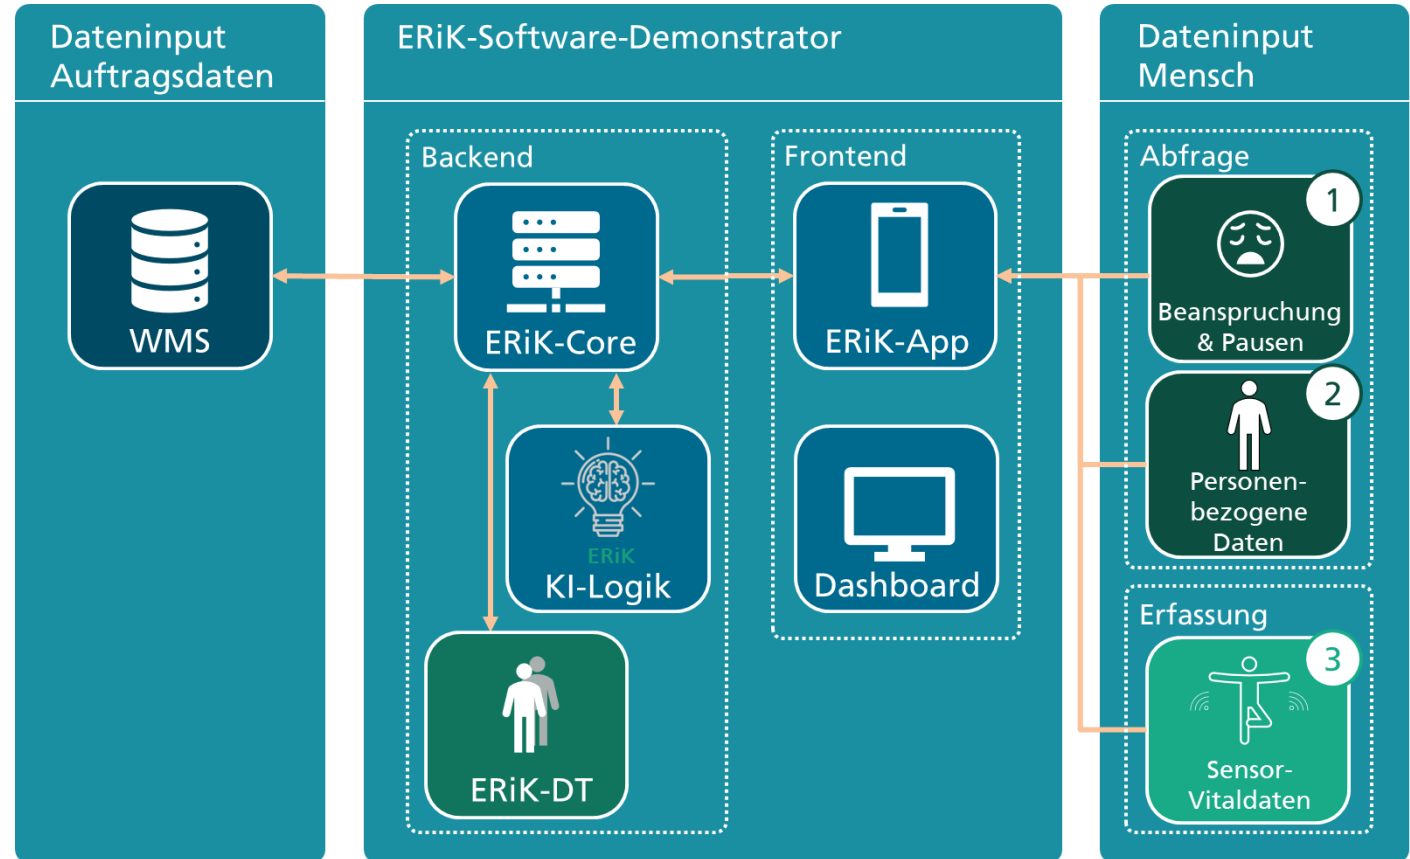 Dateninput
Auftragsdaten
WMS
ERiK-Software-Demonstrator
Backend
ERiK-Core
ERiK
KI-Logik
ERiK-DT
Frontend
ERiK-App
Dashboard
Dateninput
Mensch
Abfrage
1
Beanspruchung
& Pausen
2
Personen-
bezogene
Daten
Erfassung
3
Sensor-
Vitaldaten